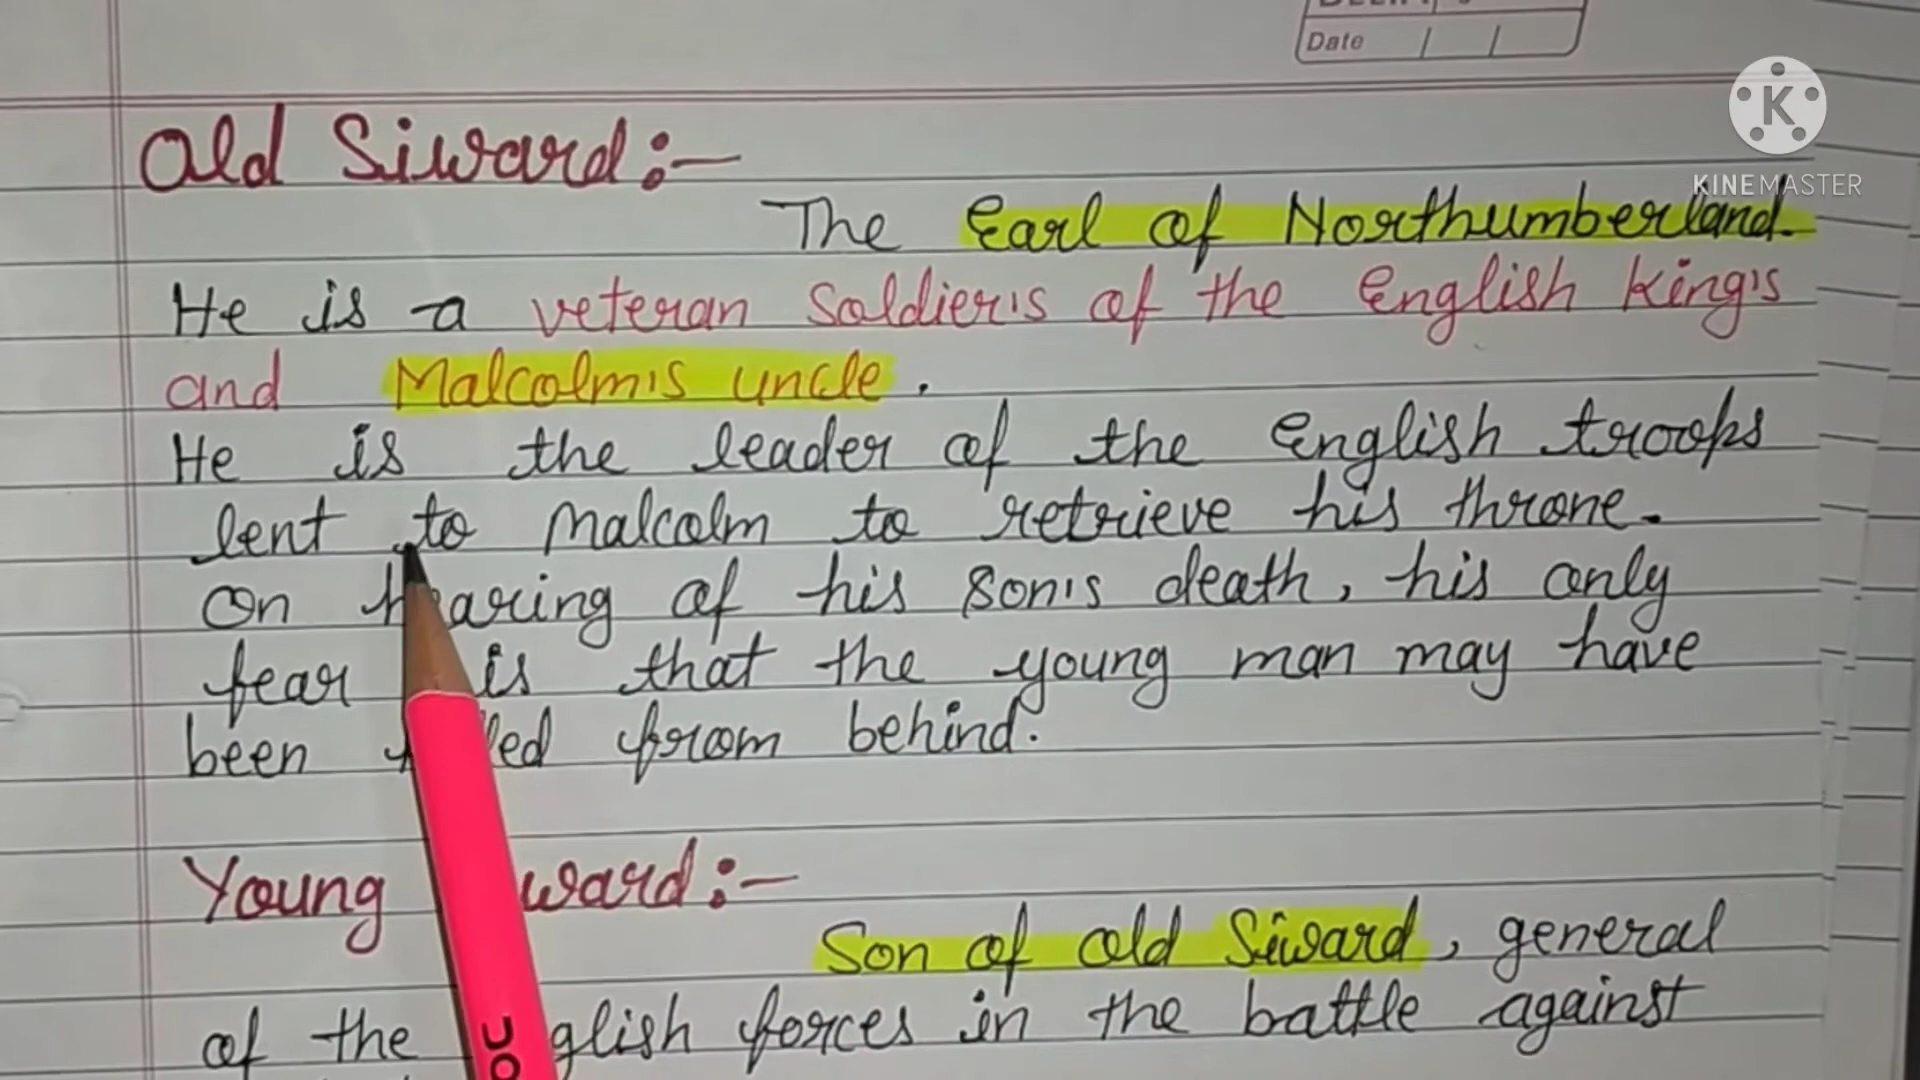 Date
K
KINEMASTER
Old Siward:-
The Earl of Northumberland.
He is a veteran Soldier's of the English King's
and Malcolm's uncle.
He is the leader of the English troops
lent to Malcolm to retrieve his throne.
On hearing of his son's death, his only
fear is that the young man may have
been from behind.
Young :-
Son of old Siward, general
of the forces in the battle against